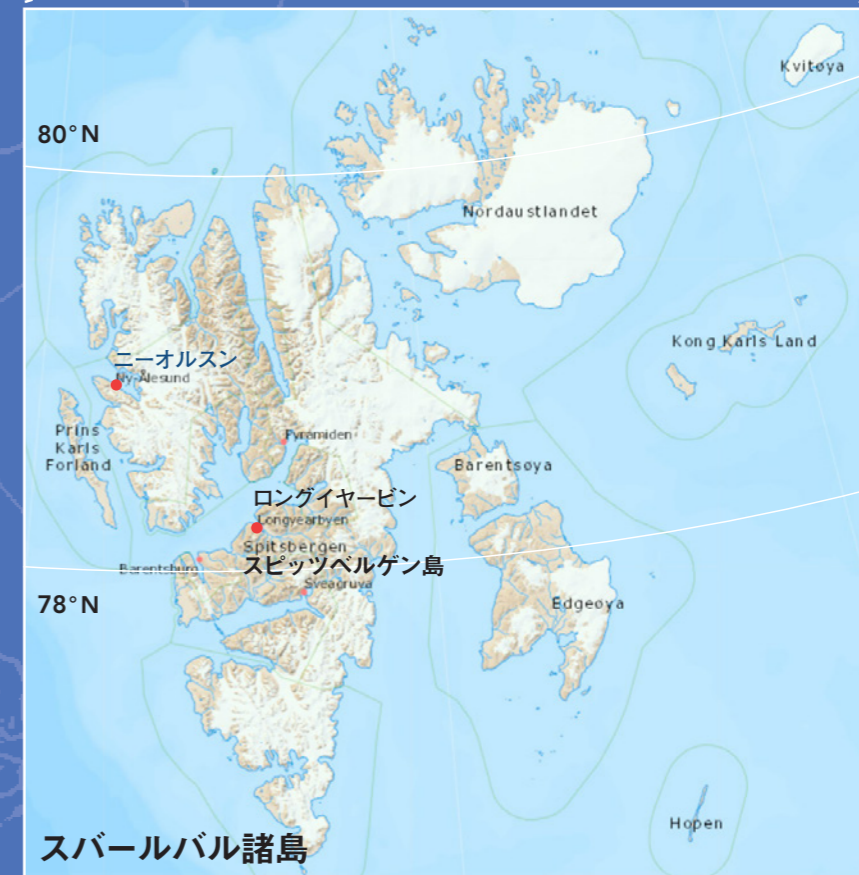 Kvitøya
80°N
Nordaustlandet
Kong Karls Land
ニーオルスン
Ny-Ålesund
Prins
Karls
Forland
Pyramiden
Barentsøya
ロングイヤービン
Longyearbyen
Spitsbergen
スピッツベルゲン島
Barentsburg
Sveagruva
78°N
Edgeøya
Hopen
スバールバル諸島